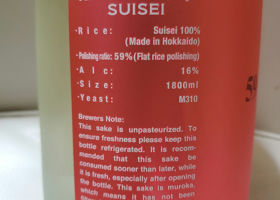 SUISEI
・Rice: Suisei 100%
(Made in Hokkaido)
・Polishing ratio: 59%(Flat rice polishing)
・Alc: 16%
・Size: 1800ml
・Yeast: M310
Brewers Note:
This sake is unpasteurized. To
ensure freshness please keep this
bottle refrigerated. It is recom-
mended that this sake be
consumed sooner than later, while
it is fresh, especially after opening
the bottle. This sake is muroka,
which means it has not been